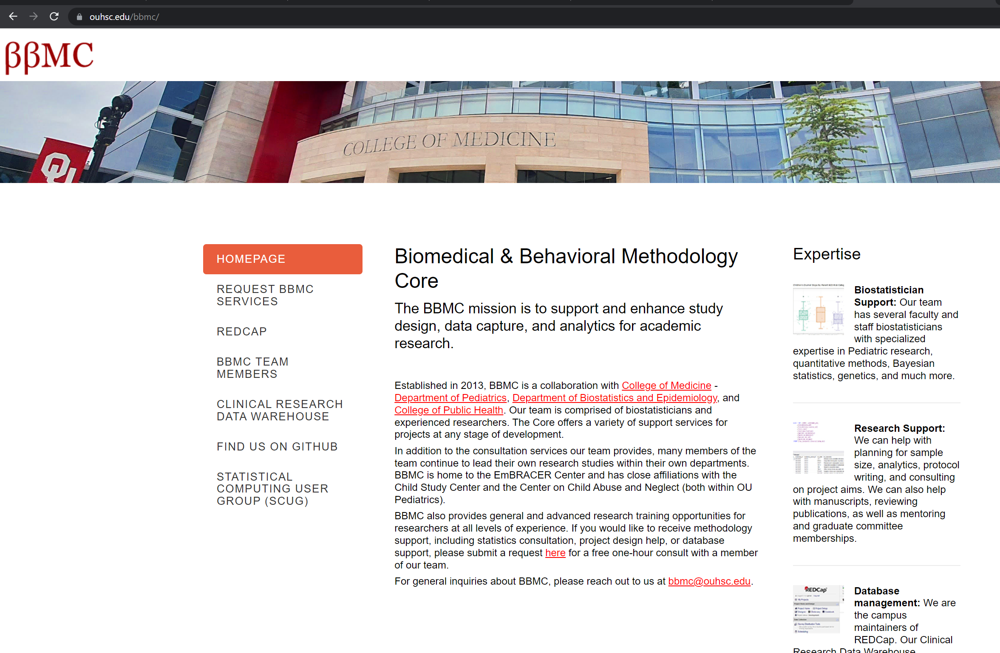 ouhsc.edu/bbmc/
ββMC
COLLEGE OF MEDICINE
OU
HOMEPAGE
REQUEST BBMC
SERVICES
REDCAP
BBMC TEAM
MEMBERS
CLINICAL RESEARCH
DATA WAREHOUSE
FIND US ON GITHUB
STATISTICAL
COMPUTING USER
GROUP (SCUG)
Biomedical & Behavioral Methodology
Core
The BBMC mission is to support and enhance study
design, data capture, and analytics for academic
research.
Established in 2013, BBMC is a collaboration with College of Medicine -
Department of Pediatrics, Department of Biostatistics and Epidemiology, and
College of Public Health. Our team is comprised of biostatisticians and
experienced researchers. The Core offers a variety of support services for
projects at any stage of development.
In addition to the consultation services our team provides, many members of the
team continue to lead their own research studies within their own departments.
BBMC is home to the EmBRACER Center and has close affiliations with the
Child Study Center and the Center on Child Abuse and Neglect (both within OU
Pediatrics).
BBMC also provides general and advanced research training opportunities for
researchers at all levels of experience. If you would like to receive methodology
support, including statistics consultation, project design help, or database
support, please submit a request here for a free one-hour consult with a member
of our team.
For general inquiries about BBMC, please reach out to us at bbmc@ouhsc.edu.
Expertise
Biostatistician
Support: Our team
has several faculty and
staff biostatisticians
with specialized
expertise in Pediatric research,
quantitative methods, Bayesian
statistics, genetics, and much more.
Research Support:
We can help with
planning for sample
size, analytics, protocol
writing, and consulting
on project aims. We can also help
with manuscripts, reviewing
publications, as well as mentoring
and graduate committee
memberships.
REDCap
Database
management: We are
the campus
maintainers of
REDCap. Our Clinical
Research Data Warehouse